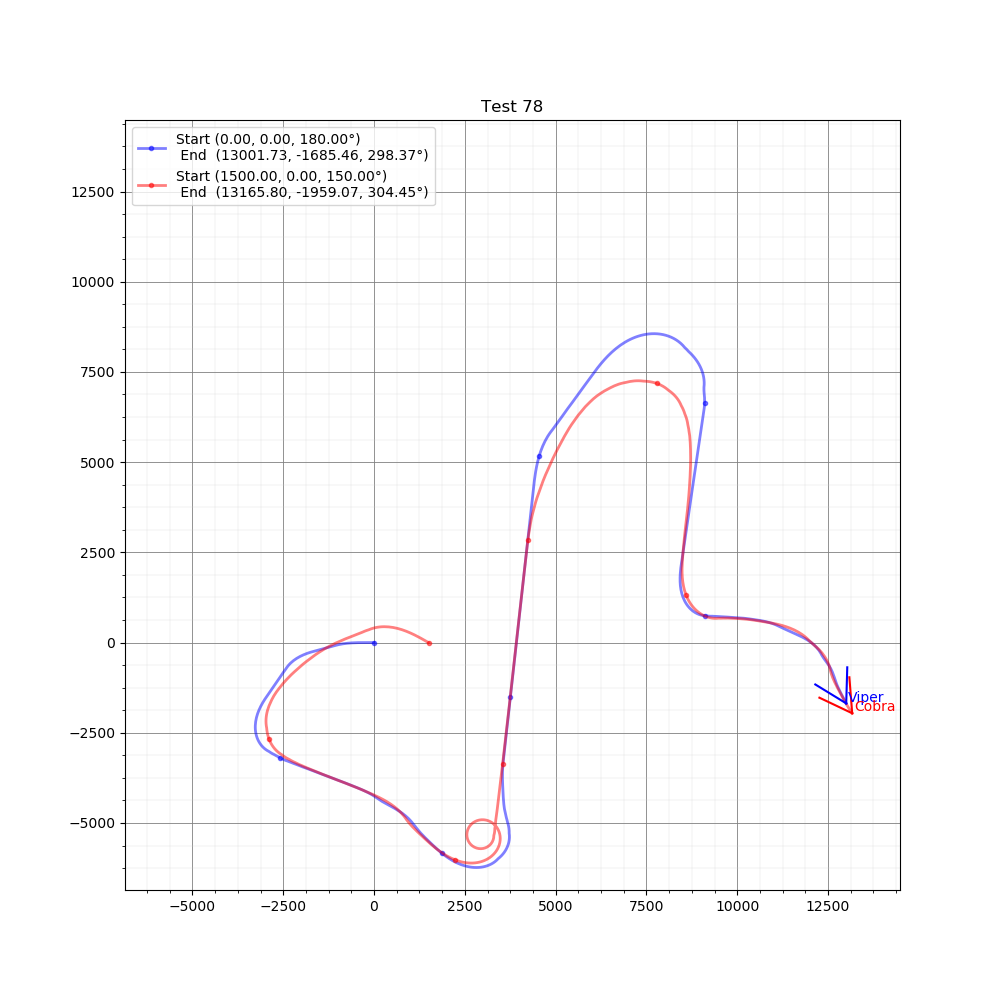 Test 78
Start (0.00, 0.00, 180.00°)
End  (13001.73, -1685.46, 298.37°)
Start (1500.00, 0.00, 150.00°)
End  (13165.80, -1959.07, 304.45°)
12500
10000
7500
5000
2500
0
−2500
−5000
Viper
Cobra
−5000 −2500 0 2500 5000 7500 10000 12500